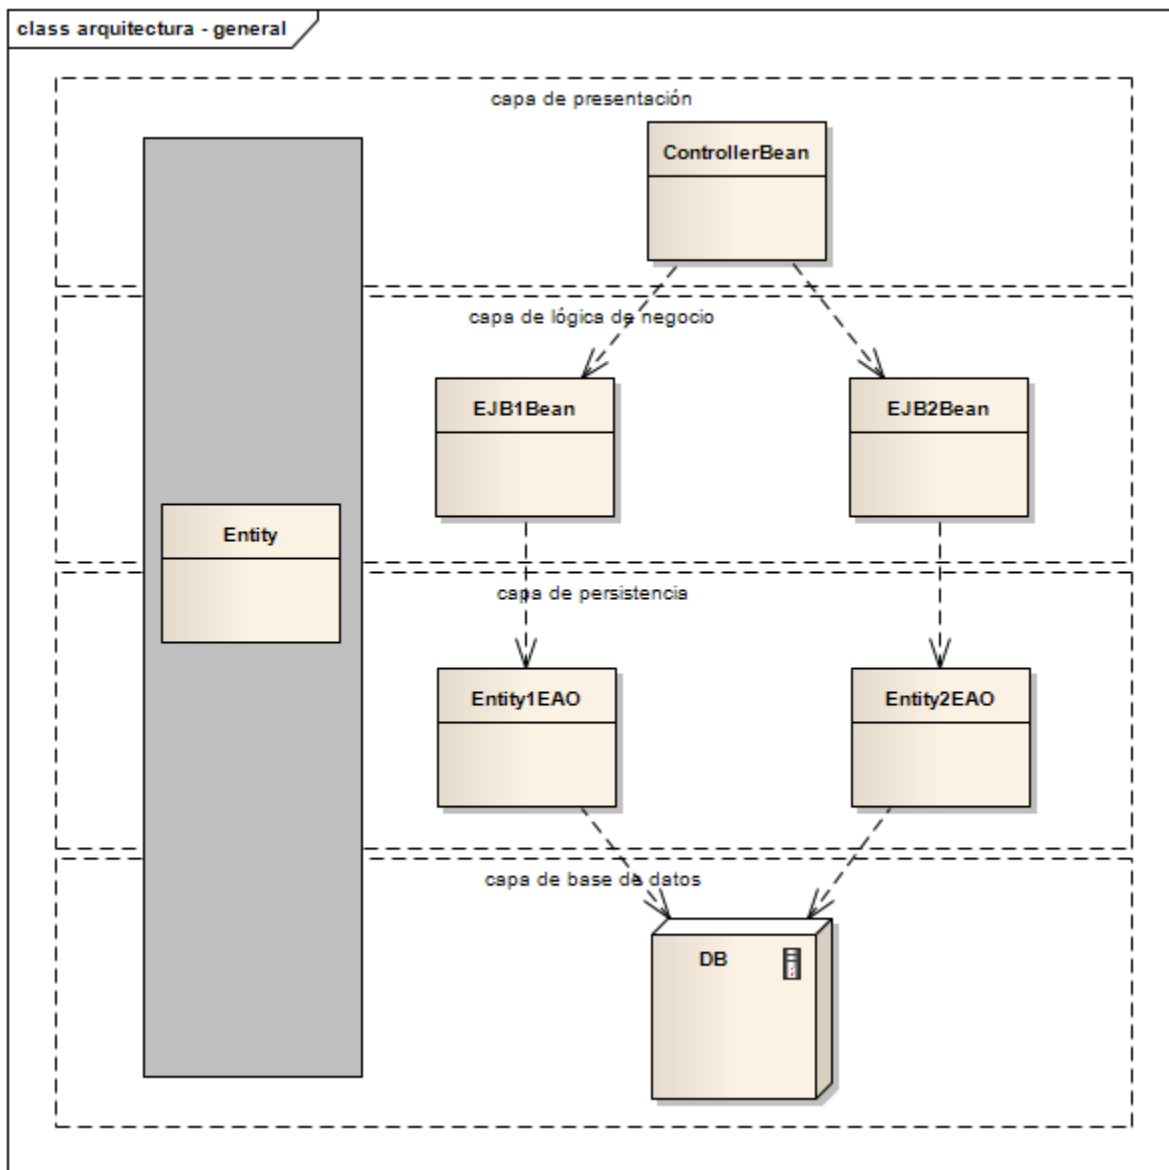 class arquitectura - general
capa de presentación
ControllerBean
capa de lógica de negocio
EJB1Bean
EJB2Bean
Entity
capa de persistencia
Entity1EAO
Entity2EAO
capa de base de datos
DB